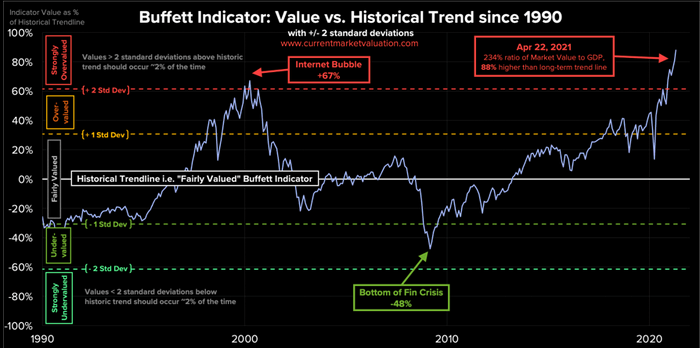 Indicator Value as %
of Historical Trendline
Buffett Indicator: Value vs. Historical Trend since 1990
with +/- 2 standard deviations
www.currentmarketvaluation.com
100%
80%
60%
40%
20%
0%
-20%
-40%
-60%
-80%
-100%
Strongly
Overvalued
Over-
valued
Fairly Valued
Under-
valued
Strongly
Undervalued
Values > 2 standard deviations above historic
trend should occur ~2% of the time
(+ 2 Std Dev)
(+ 1 Std Dev)
Internet Bubble
+67%
Apr 22, 2021
234% ratio of Market Value to GDP,
88% higher than long-term trend line
Historical Trendline i.e. "Fairly Valued" Buffett Indicator
(- 1 Std Dev)
(- 2 Std Dev)
Values < 2 standard deviations below
historic trend should occur ~2% of the time
Bottom of Fin Crisis
-48%
1990
2000
2010
2020